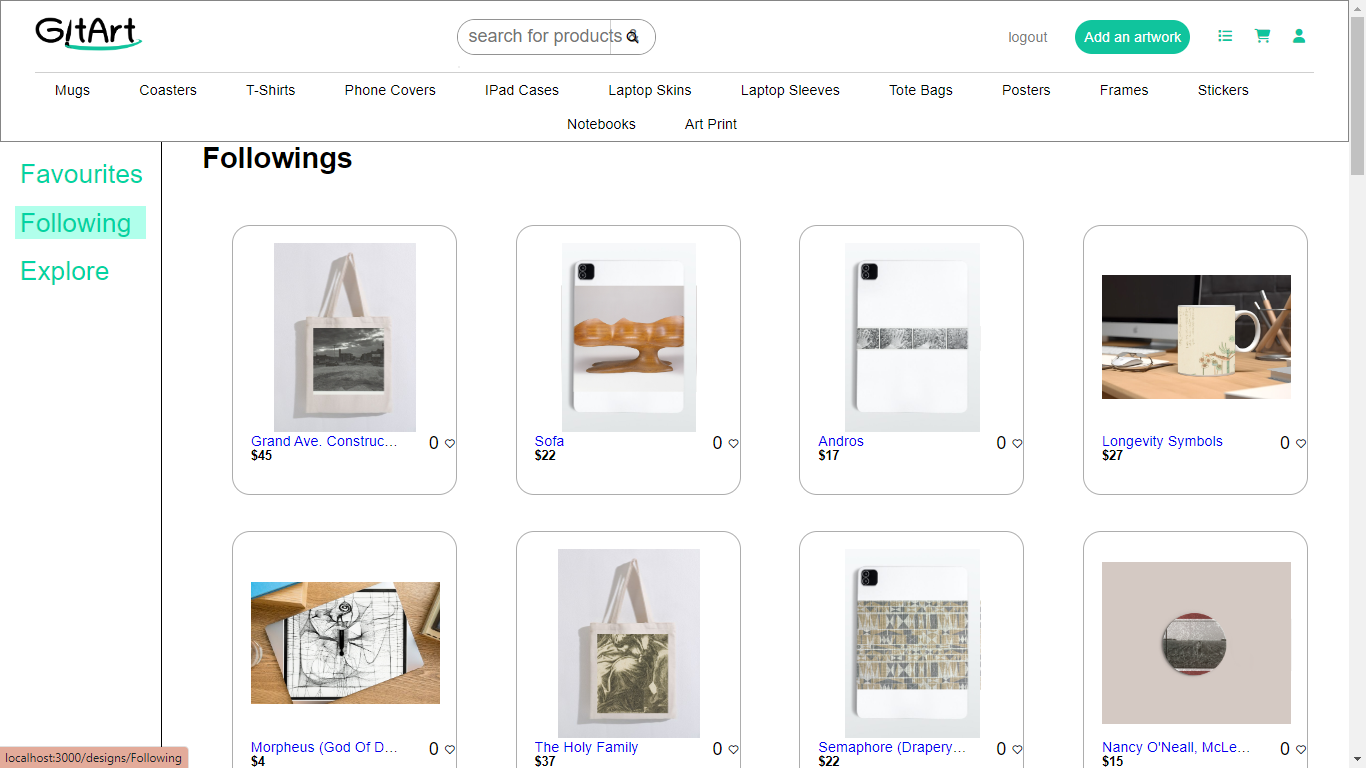 GitArt
search for products a
logout
Add an artwork
Mugs
Coasters
T-Shirts
Phone Covers
IPad Cases
Laptop Skins
Laptop Sleeves
Tote Bags
Posters
Frames
Stickers
Notebooks
Art Print
Favourites
Following
Explore
Followings
Grand Ave. Construc... 0
$45
Sofa 0
$22
Andros 0
$17
Longevity Symbols 0
$27
Morpheus (God Of D... 0
$4
The Holy Family 0
$37
Semaphore (Drapery... 0
$22
Nancy O'Neall, McLe... 0
$15
localhost:3000/designs/Following